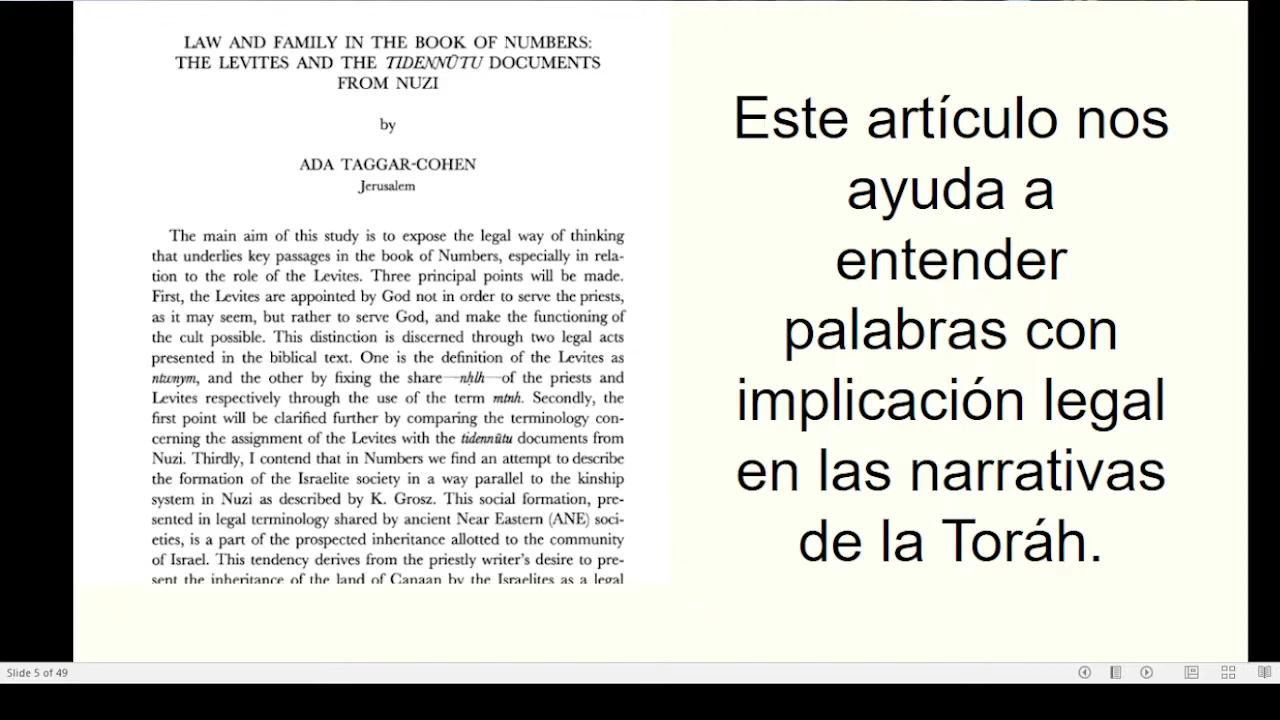 LAW AND FAMILY IN THE BOOK OF NUMBERS:
THE LEVITES AND THE TIDENNŪTU DOCUMENTS
FROM NUZI
by
ADA TAGGAR-COHEN
Jerusalem
The main aim of this study is to expose the legal way of thinking
that underlies key passages in the book of Numbers, especially in rela-
tion to the role of the Levites. Three principal points will be made.
First, the Levites are appointed by God not in order to serve the priests,
as it may seem, but rather to serve God, and make the functioning of
the cult possible. This distinction is discerned through two legal acts
presented in the biblical text. One is the definition of the Levites as
ntwnym, and the other by fixing the share—nḥlh—of the priests and
Levites respectively through the use of the term mtnh. Secondly, the
first point will be clarified further by comparing the terminology con-
cerning the assignment of the Levites with the tidennūtu documents from
Nuzi. Thirdly, I contend that in Numbers we find an attempt to describe
the formation of the Israelite society in a way parallel to the kinship
system in Nuzi as described by K. Grosz. This social formation, pre-
sented in legal terminology shared by ancient Near Eastern (ANE) soci-
eties, is a part of the prospected inheritance allotted to the community
of Israel. This tendency derives from the priestly writer's desire to pre-
sent the inheritance of the land of Canaan by the Israelites as a legal
Este artículo nos
ayuda a
entender
palabras con
implicación legal
en las narrativas
de la Toráh.
Slide 5 of 49